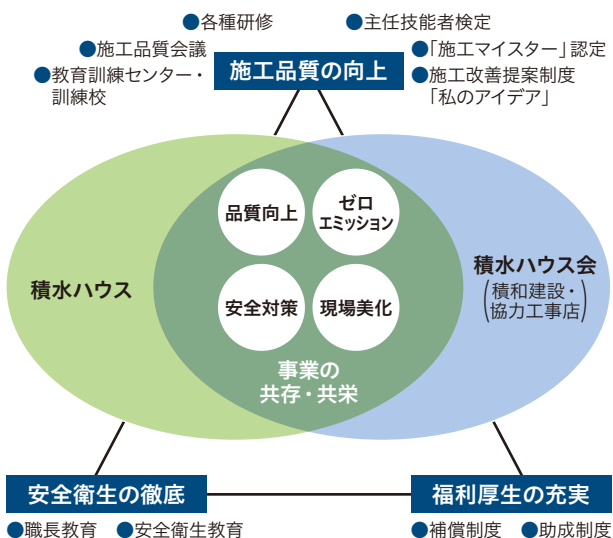 ●各種研修
●主任技能者検定
●施工品質会議
●「施工マイスター」認定
●教育訓練センター・
訓練校
施工品質の向上
●施工改善提案制度
「私のアイデア」
品質向上
ゼロ
エミッション
積水ハウス
積水ハウス会
(積和建設・
協力工事店)
安全対策
現場美化
事業の
共存・共栄
安全衛生の徹底
福利厚生の充実
●職長教育 ●安全衛生教育
●補償制度 ●助成制度